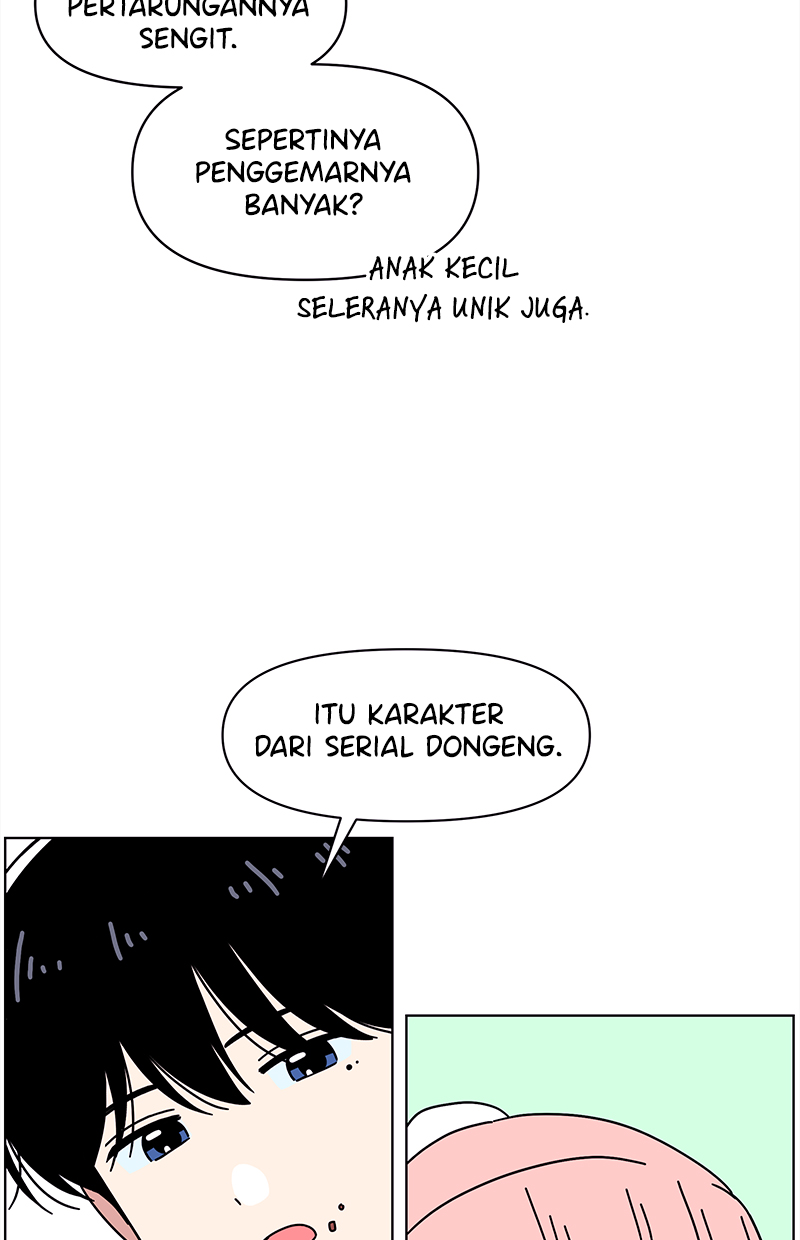 PERTARUNGANNYA
SENGIT.
SEPERTINYA
PENGGEMARNYA
BANYAK?
ANAK KECIL
SELERANYA UNIK JUGA.
ITU KARAKTER
DARI SERIAL DONGENG.